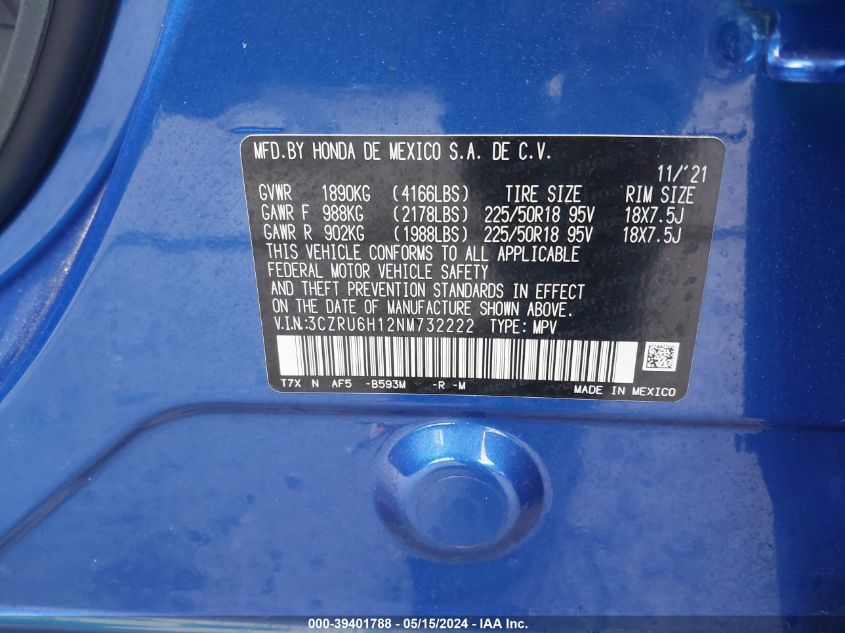 MFD.BY HONDA DE MEXICO S.A. DE C.V.
11/'21
GVWR 1890KG (4166LBS) TIRE SIZE RIM SIZE
GAWR F 988KG (2178LBS) 225/50R18 95V 18X7.5J
GAWR R 902KG (1988LBS) 225/50R18 95V 18X7.5J
THIS VEHICLE CONFORMS TO ALL APPLICABLE
FEDERAL MOTOR VEHICLE SAFETY
AND THEFT PREVENTION STANDARDS IN EFFECT
ON THE DATE OF MANUFACTURE SHOWN ABOVE.
V.I.N:3CZRU6H12NM732222 TYPE: MPV
T7X N AF5 -B593M -R -M MADE IN MEXICO
000-39401788 - 05/15/2024 - IAA Inc.